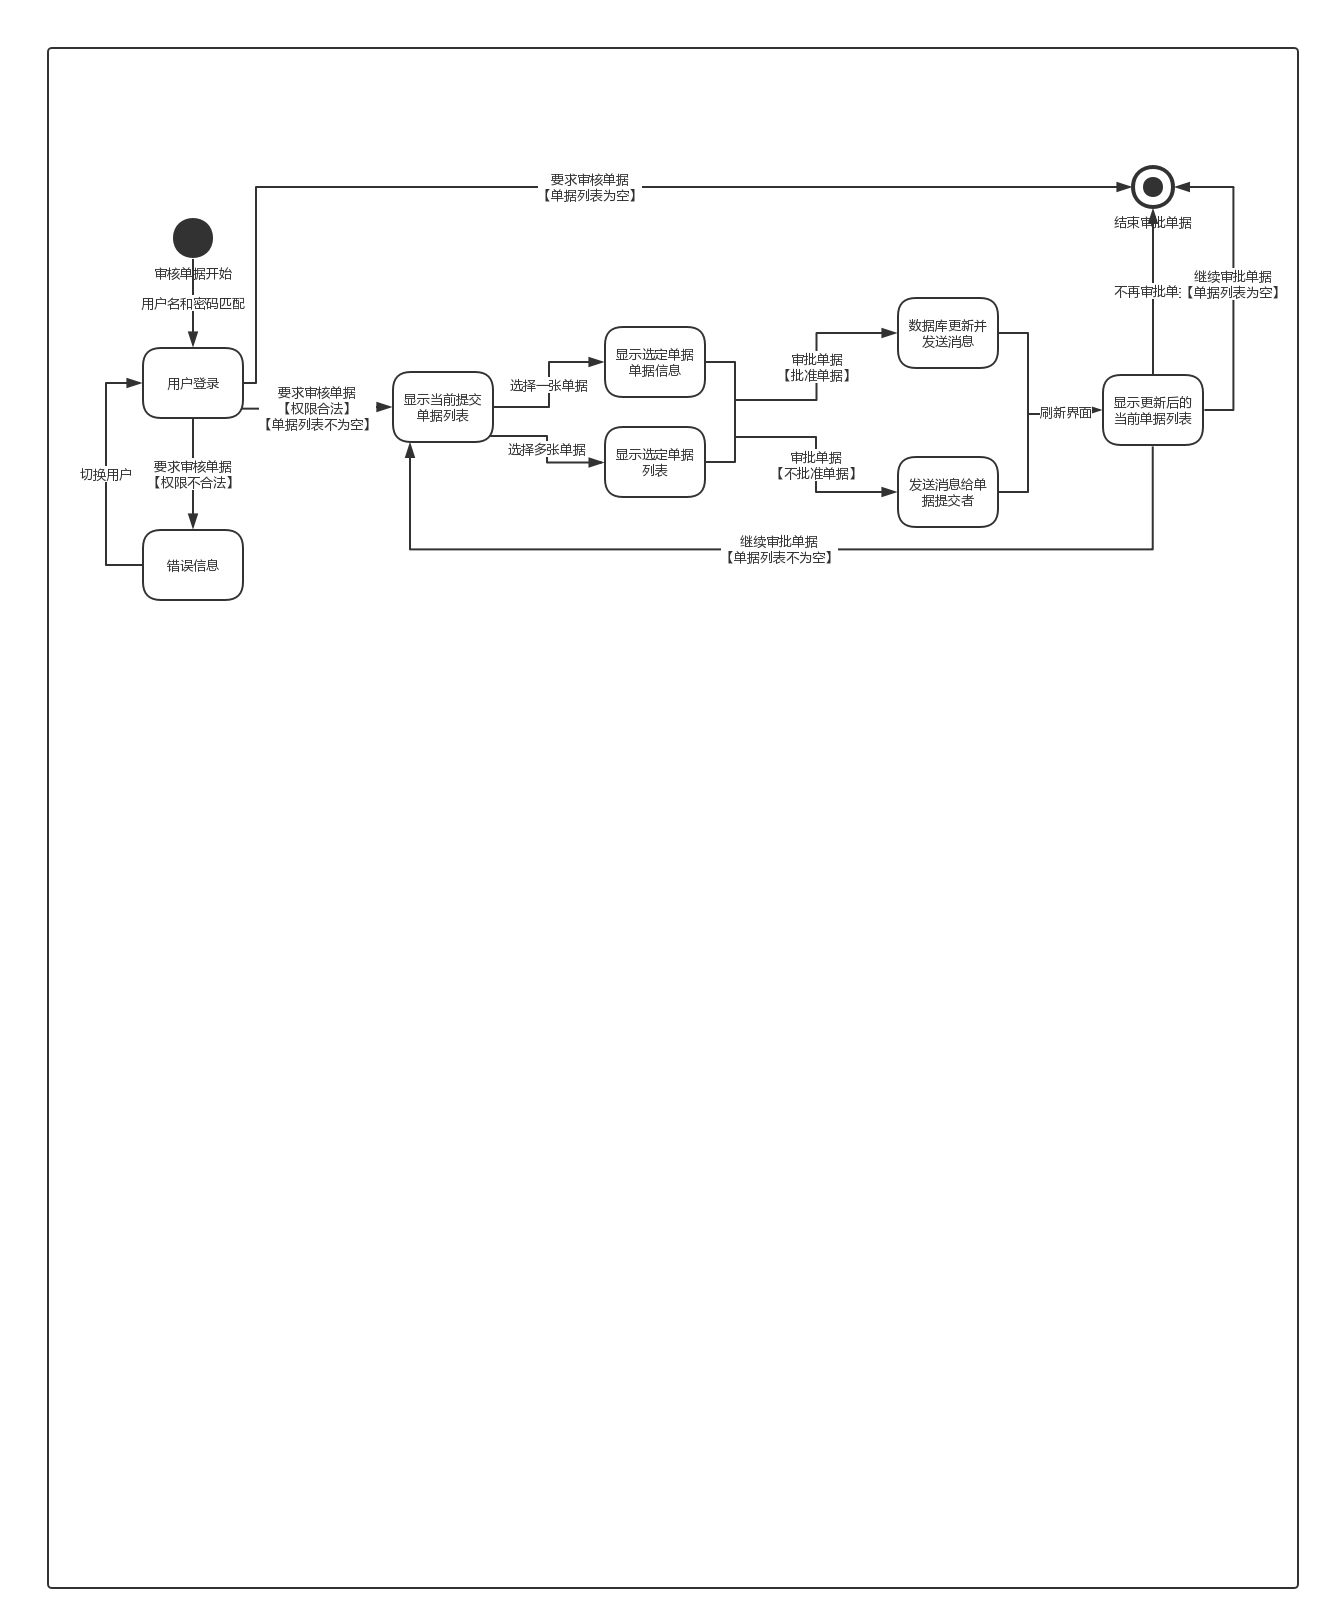 要求审核单据
【单据列表为空】
结束审批单据
审核单据开始
用户名和密码匹配
不再审批单
继续审批单据
【单据列表为空】
用户登录
要求审核单据
【权限合法】
【单据列表不为空】
显示当前提交
单据列表
选择一张单据
显示选定单据
单据信息
审批单据
【批准单据】
数据库更新并
发送消息
刷新界面
显示更新后的
当前单据列表
切换用户
要求审核单据
【权限不合法】
选择多张单据
显示选定单据
列表
审批单据
【不批准单据】
发送消息给单
据提交者
继续审批单据
【单据列表不为空】
错误信息